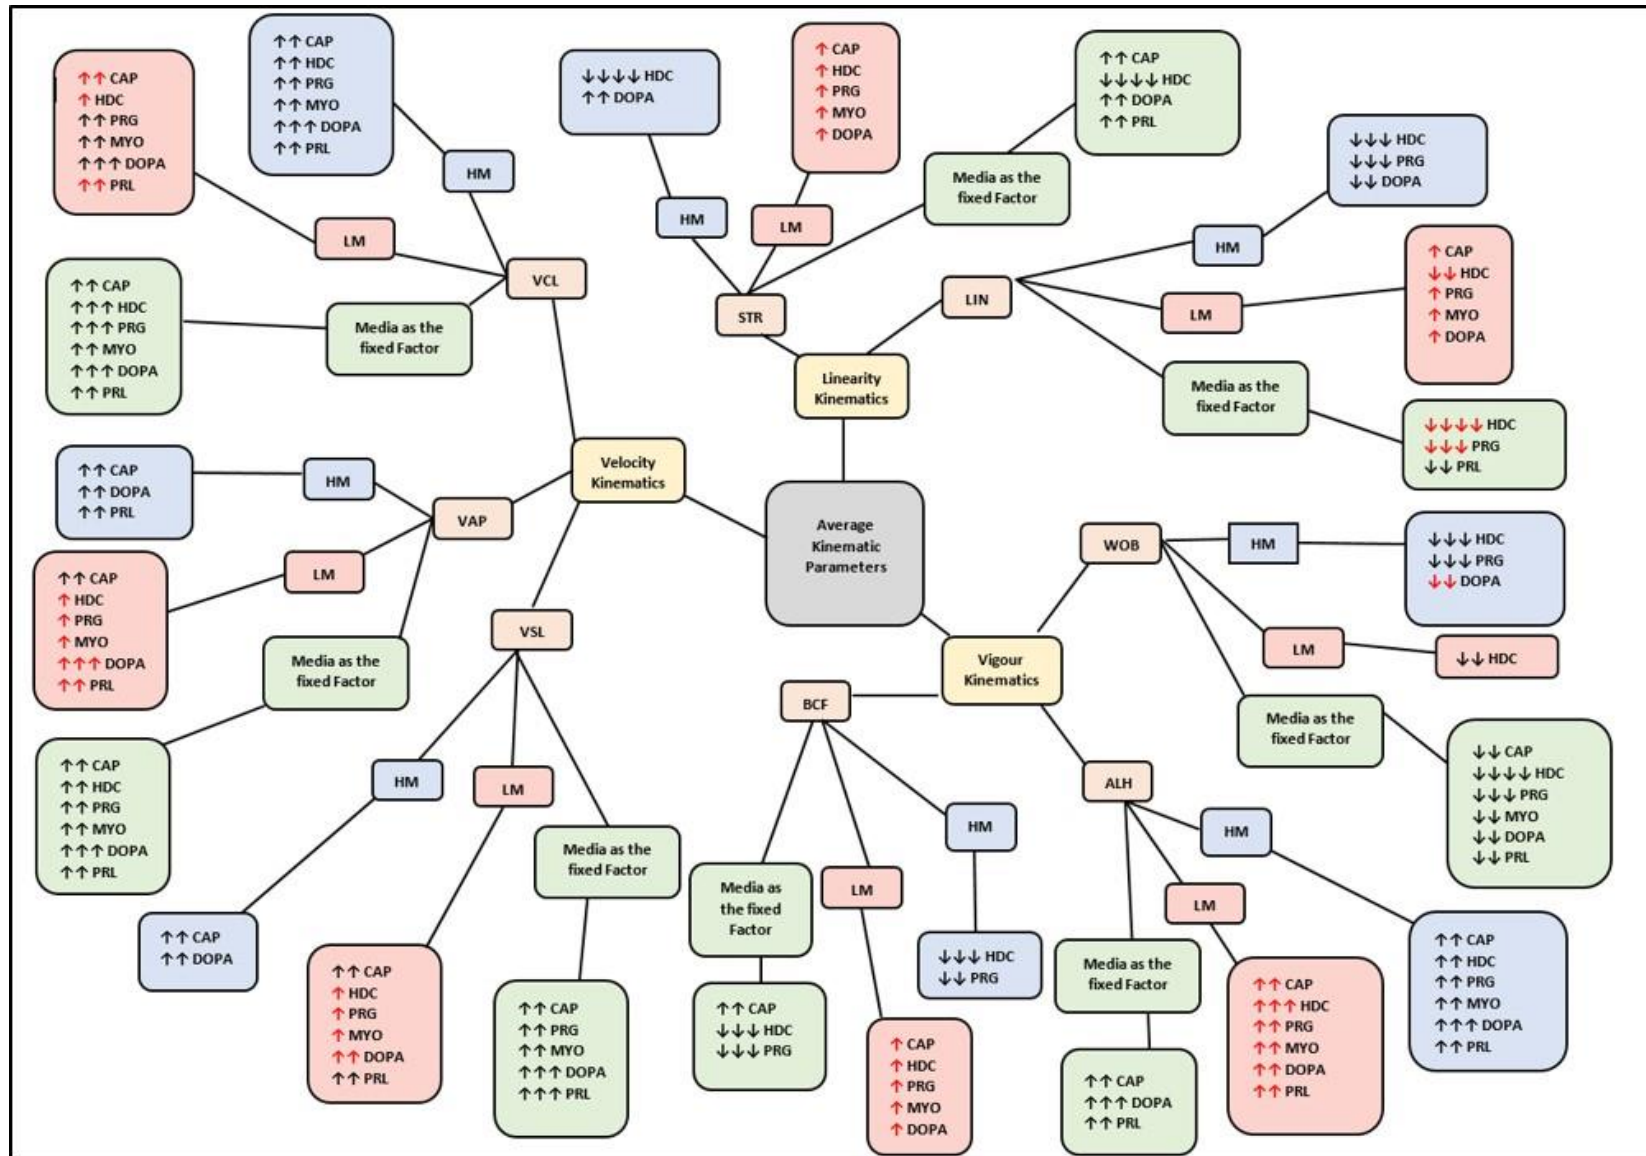 ↑↑ CAP
↑ HDC
↑↑ PRG
↑↑ MYO
↑↑↑ DOPA
↑↑ PRL
↑↑ CAP
↑↑ HDC
↑↑ PRG
↑↑ MYO
↑↑↑ DOPA
↑↑ PRL
HM
LM
VCL
↑↑ CAP
↑↑↑ HDC
↑↑↑ PRG
↑↑ MYO
↑↑↑ DOPA
↑↑ PRL
Media as the
fixed Factor
↓↓↓↓ HDC
↑↑ DOPA
HM
↑ CAP
↑ HDC
↑ PRG
↑ MYO
↑ DOPA
LM
↑↑ CAP
↓↓↓↓ HDC
↑↑ DOPA
↑↑ PRL
Media as the
fixed Factor
STR
LIN
↓↓↓ HDC
↓↓↓ PRG
↓↓ DOPA
HM
LM
↑ CAP
↓↓ HDC
↑ PRG
↑ MYO
↑ DOPA
Media as the
fixed Factor
↓↓↓↓ HDC
↓↓↓ PRG
↓↓ PRL
Linearity
Kinematics
Velocity
Kinematics
Average
Kinematic
Parameters
↑↑ CAP
↑↑ DOPA
↑↑ PRL
HM
VAP
LM
↑↑ CAP
↑ HDC
↑ PRG
↑ MYO
↑↑↑ DOPA
↑↑ PRL
Media as the
fixed Factor
↑↑ CAP
↑↑ HDC
↑↑ PRG
↑↑ MYO
↑↑↑ DOPA
↑↑ PRL
VSL
HM
↑↑ CAP
↑↑ DOPA
LM
↑↑ CAP
↑ HDC
↑ PRG
↑ MYO
↑↑ DOPA
↑↑ PRL
Media as the
fixed Factor
↑↑ CAP
↑↑ PRG
↑↑ MYO
↑↑↑ DOPA
↑↑↑ PRL
Vigour
Kinematics
WOB
HM
↓↓↓ HDC
↓↓↓ PRG
↓↓ DOPA
LM
↓↓ HDC
Media as the
fixed Factor
↓↓ CAP
↓↓↓↓ HDC
↓↓↓ PRG
↓↓ MYO
↓↓ DOPA
↓↓ PRL
BCF
Media as
the fixed
Factor
↑↑ CAP
↓↓↓ HDC
↓↓↓ PRG
LM
↑ CAP
↑ HDC
↑ PRG
↑ MYO
↑ DOPA
HM
↓↓↓ HDC
↓↓ PRG
ALH
HM
↑↑ CAP
↑↑ HDC
↑↑ PRG
↑↑ MYO
↑↑↑ DOPA
↑↑ PRL
LM
↑↑ CAP
↑↑↑ HDC
↑↑ PRG
↑↑ MYO
↑↑ DOPA
↑↑ PRL
Media as the
fixed Factor
↑↑ CAP
↑↑↑ DOPA
↑↑ PRL